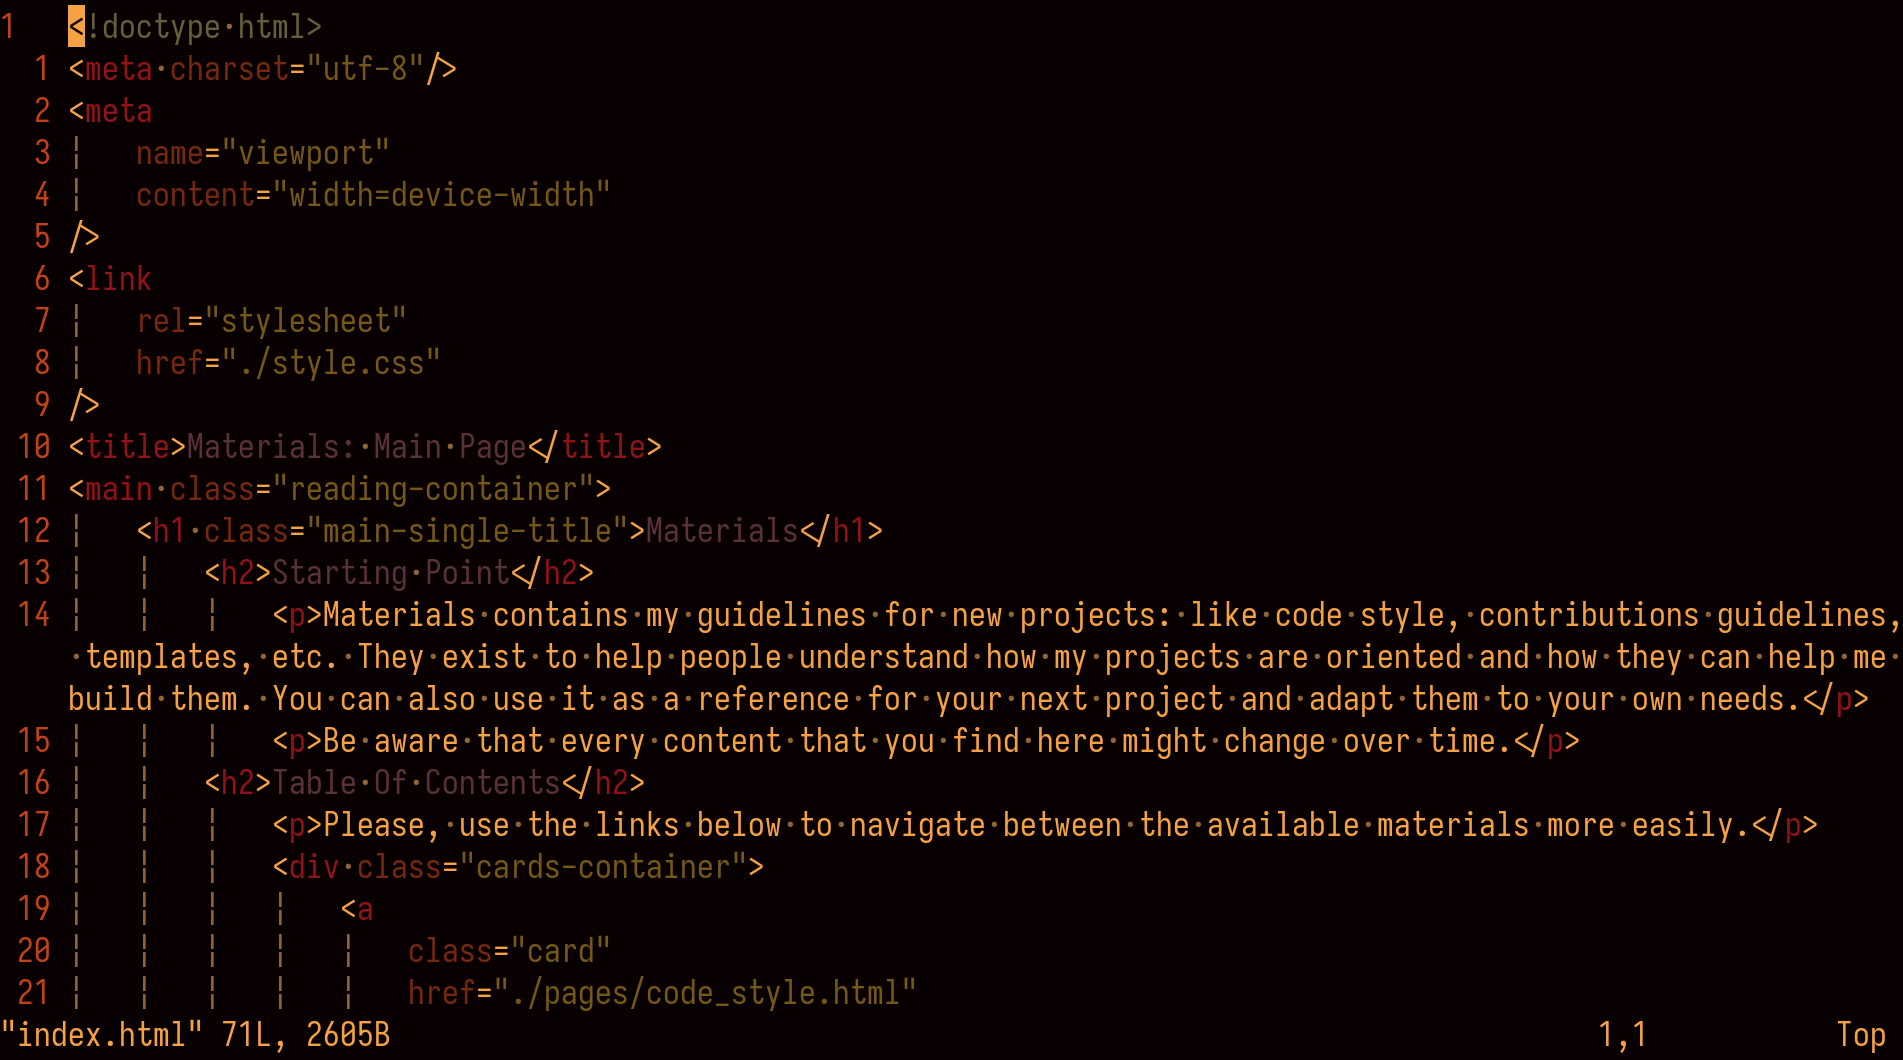 1   <!doctype·html>
  1 <meta·charset="utf-8"/>
  2 <meta
  3 ¦   name="viewport"
  4 ¦   content="width=device-width"
  5 />
  6 <link
  7 ¦   rel="stylesheet"
  8 ¦   href="./style.css"
  9 />
 10 <title>Materials:·Main·Page</title>
 11 <main·class="reading-container">
 12 ¦   <h1·class="main-single-title">Materials</h1>
 13 ¦   ¦   <h2>Starting·Point</h2>
 14 ¦   ¦   ¦   <p>Materials·contains·my·guidelines·for·new·projects:·like·code·style,·contributions·guidelines,
    ·templates,·etc.·They·exist·to·help·people·understand·how·my·projects·are·oriented·and·how·they·can·help·me·
    build·them.·You·can·also·use·it·as·a·reference·for·your·next·project·and·adapt·them·to·your·own·needs.</p>
 15 ¦   ¦   ¦   <p>Be·aware·that·every·content·that·you·find·here·might·change·over·time.</p>
 16 ¦   ¦   <h2>Table·Of·Contents</h2>
 17 ¦   ¦   ¦   <p>Please,·use·the·links·below·to·navigate·between·the·available·materials·more·easily.</p>
 18 ¦   ¦   ¦   <div·class="cards-container">
 19 ¦   ¦   ¦   ¦   <a
 20 ¦   ¦   ¦   ¦   ¦   class="card"
 21 ¦   ¦   ¦   ¦   ¦   href="./pages/code_style.html"
"index.html" 71L, 2605B 1,1 Top